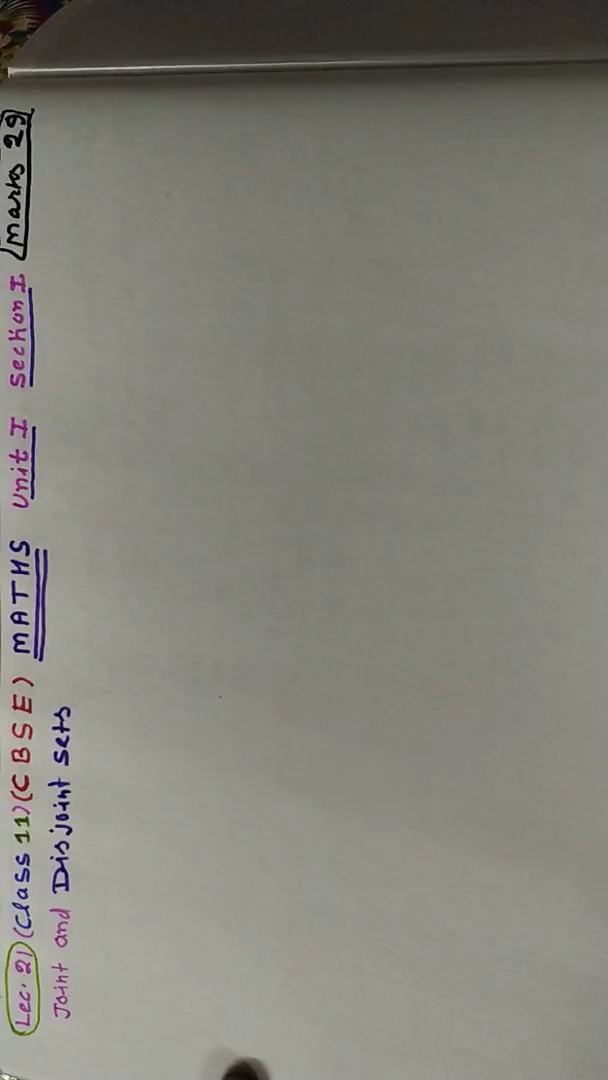 Lec. 21) (Class 11) (CBSE) MATHS Unit I Section I Marks 29
Joint and Disjoint sets